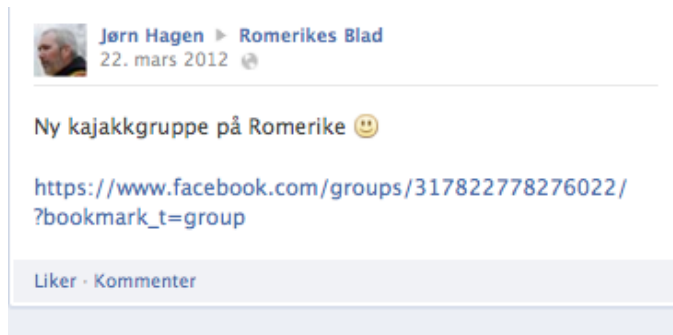 Jørn Hagen ▶ Romerikes Blad
22. mars 2012
Ny kajakkgruppe på Romerike
https://www.facebook.com/groups/317822778276022/
?bookmark_t=group
Liker · Kommenter